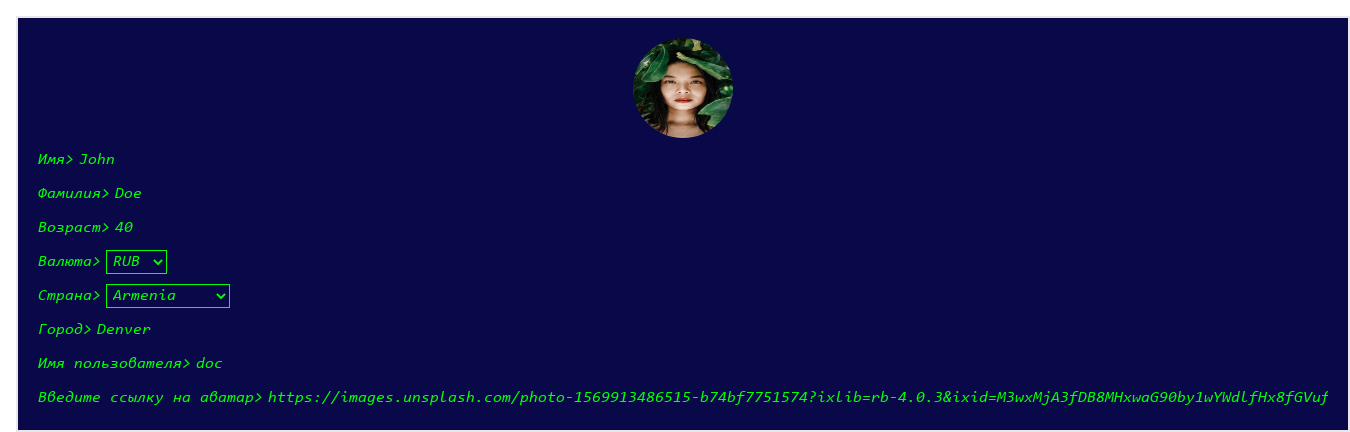 Имя> John
Фамилия> Doe
Возраст> 40
Валюта> RUB
Страна> Armenia
Город> Denver
Имя пользователя> doc
Введите ссылку на аватар> https://images.unsplash.com/photo-1569913486515-b74bf7751574?ixlib=rb-4.0.3&ixid=M3wxMjA3fDB8MHxwaG90by1wYWdlfHx8fGVuf